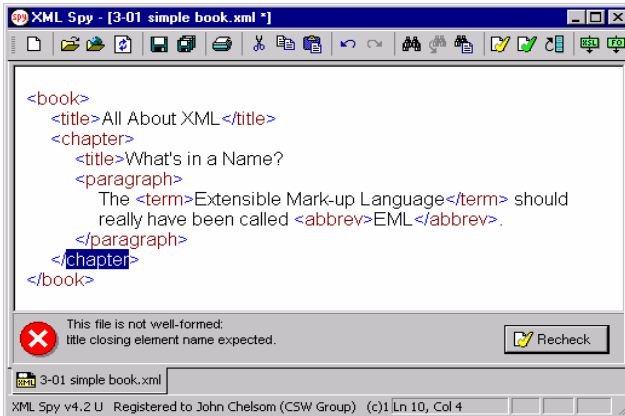 XML Spy - [3-01 simple book.xml *]
XSL FO
<book>
<title>All About XML</title>
<chapter>
<title>What's in a Name?
<paragraph>
The <term>Extensible Mark-up Language</term> should
really have been called <abbrev>EML</abbrev>.
</paragraph>
</chapter>
</book>
This file is not well-formed:
title closing element name expected.
Recheck
3-01 simple book.xml
XML Spy v4.2 U Registered to John Chelsom (CSW Group) (c)1 Ln 10, Col 4